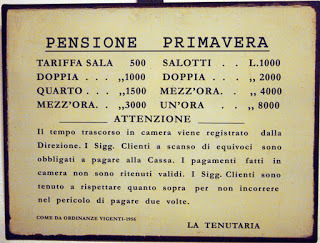 PENSIONE PRIMAVERA
TARIFFA SALA 500 SALOTTI . . L.1000
DOPPIA . . . ,,1000 DOPPIA . . . ,, 2000
QUARTO . . . ,,1500 MEZZ'ORA. . ,, 4000
MEZZ'ORA. . ,,3000 UN'ORA . . ,, 8000
ATTENZIONE
Il tempo trascorso in camera viene registrato dalla
Direzione. I Sigg. Clienti a scanso di equivoci sono
obbligati a pagare alla Cassa. I pagamenti fatti in
camera non sono ritenuti validi. I Sigg. Clienti sono
tenuto a rispettare quanto sopra per non incorrere
nel pericolo di pagare due volte.
COME DA ORDINANZE VIGENTI-1956
LA TENUTARIA